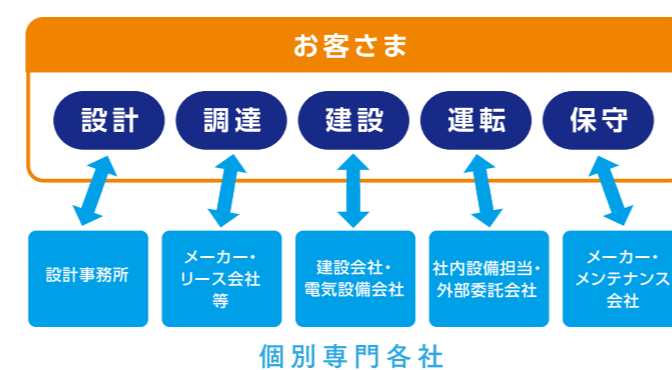 お客さま
設計
調達
建設
運転
保守
設計事務所
メーカー・
リース会社
等
建設会社・
電気設備会社
社内設備担当・
外部委託会社
メーカー・
メンテナンス
会社
個別専門各社